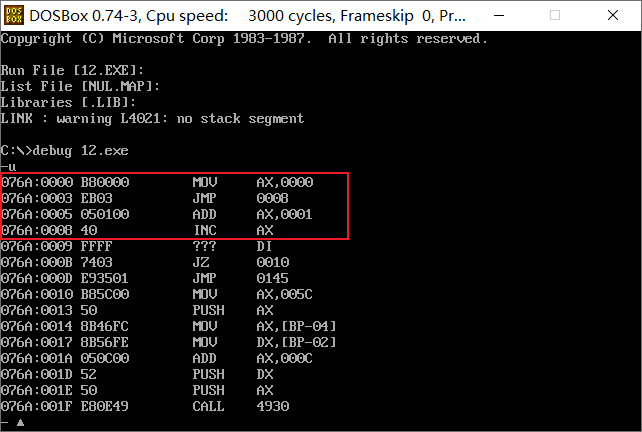 DOSBox 0.74-3, Cpu speed:    3000 cycles, Frameskip  0, Pr...
Copyright (C) Microsoft Corp 1983-1987.  All rights reserved.

Run File [12.EXE]:
List File [NUL.MAP]:
Libraries [.LIB]:
LINK : warning L4021: no stack segment

C:\>debug 12.exe
-u
076A:0000 B80000        MOV     AX,0000
076A:0003 EB03          JMP     0008
076A:0005 050100        ADD     AX,0001
076A:0008 40            INC     AX
076A:0009 FFFF          ???     DI
076A:000B 7403          JZ      0010
076A:000D E93501        JMP     0145
076A:0010 B85C00        MOV     AX,005C
076A:0013 50            PUSH    AX
076A:0014 8B46FC        MOV     AX,[BP-04]
076A:0017 8B56FE        MOV     DX,[BP-02]
076A:001A 050C00        ADD     AX,000C
076A:001D 52            PUSH    DX
076A:001E 50            PUSH    AX
076A:001F E80E49        CALL    4930
-